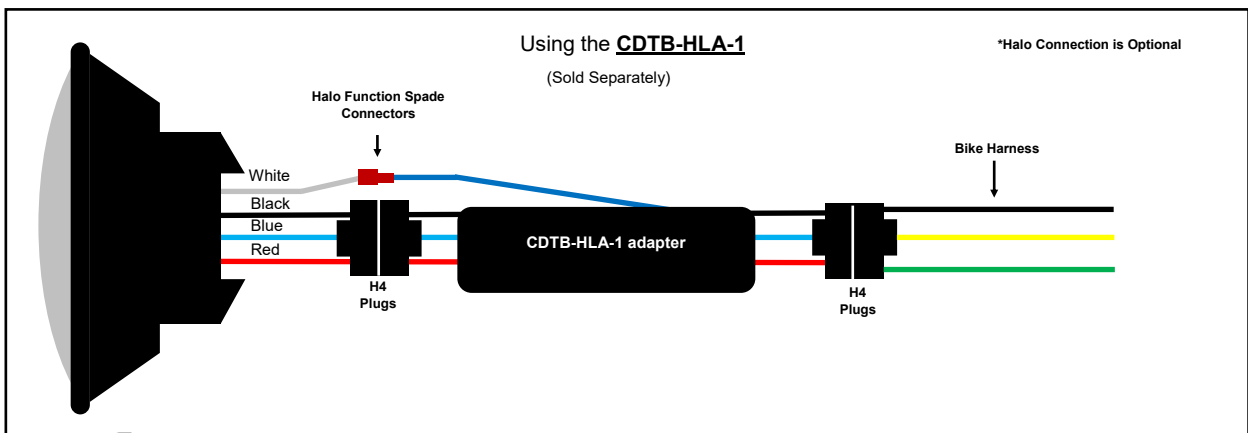 Using the CDTB-HLA-1
(Sold Separately)
*Halo Connection is Optional
Halo Function Spade
Connectors
Bike Harness
White
Black
Blue
Red
CDTB-HLA-1 adapter
H4
Plugs
H4
Plugs